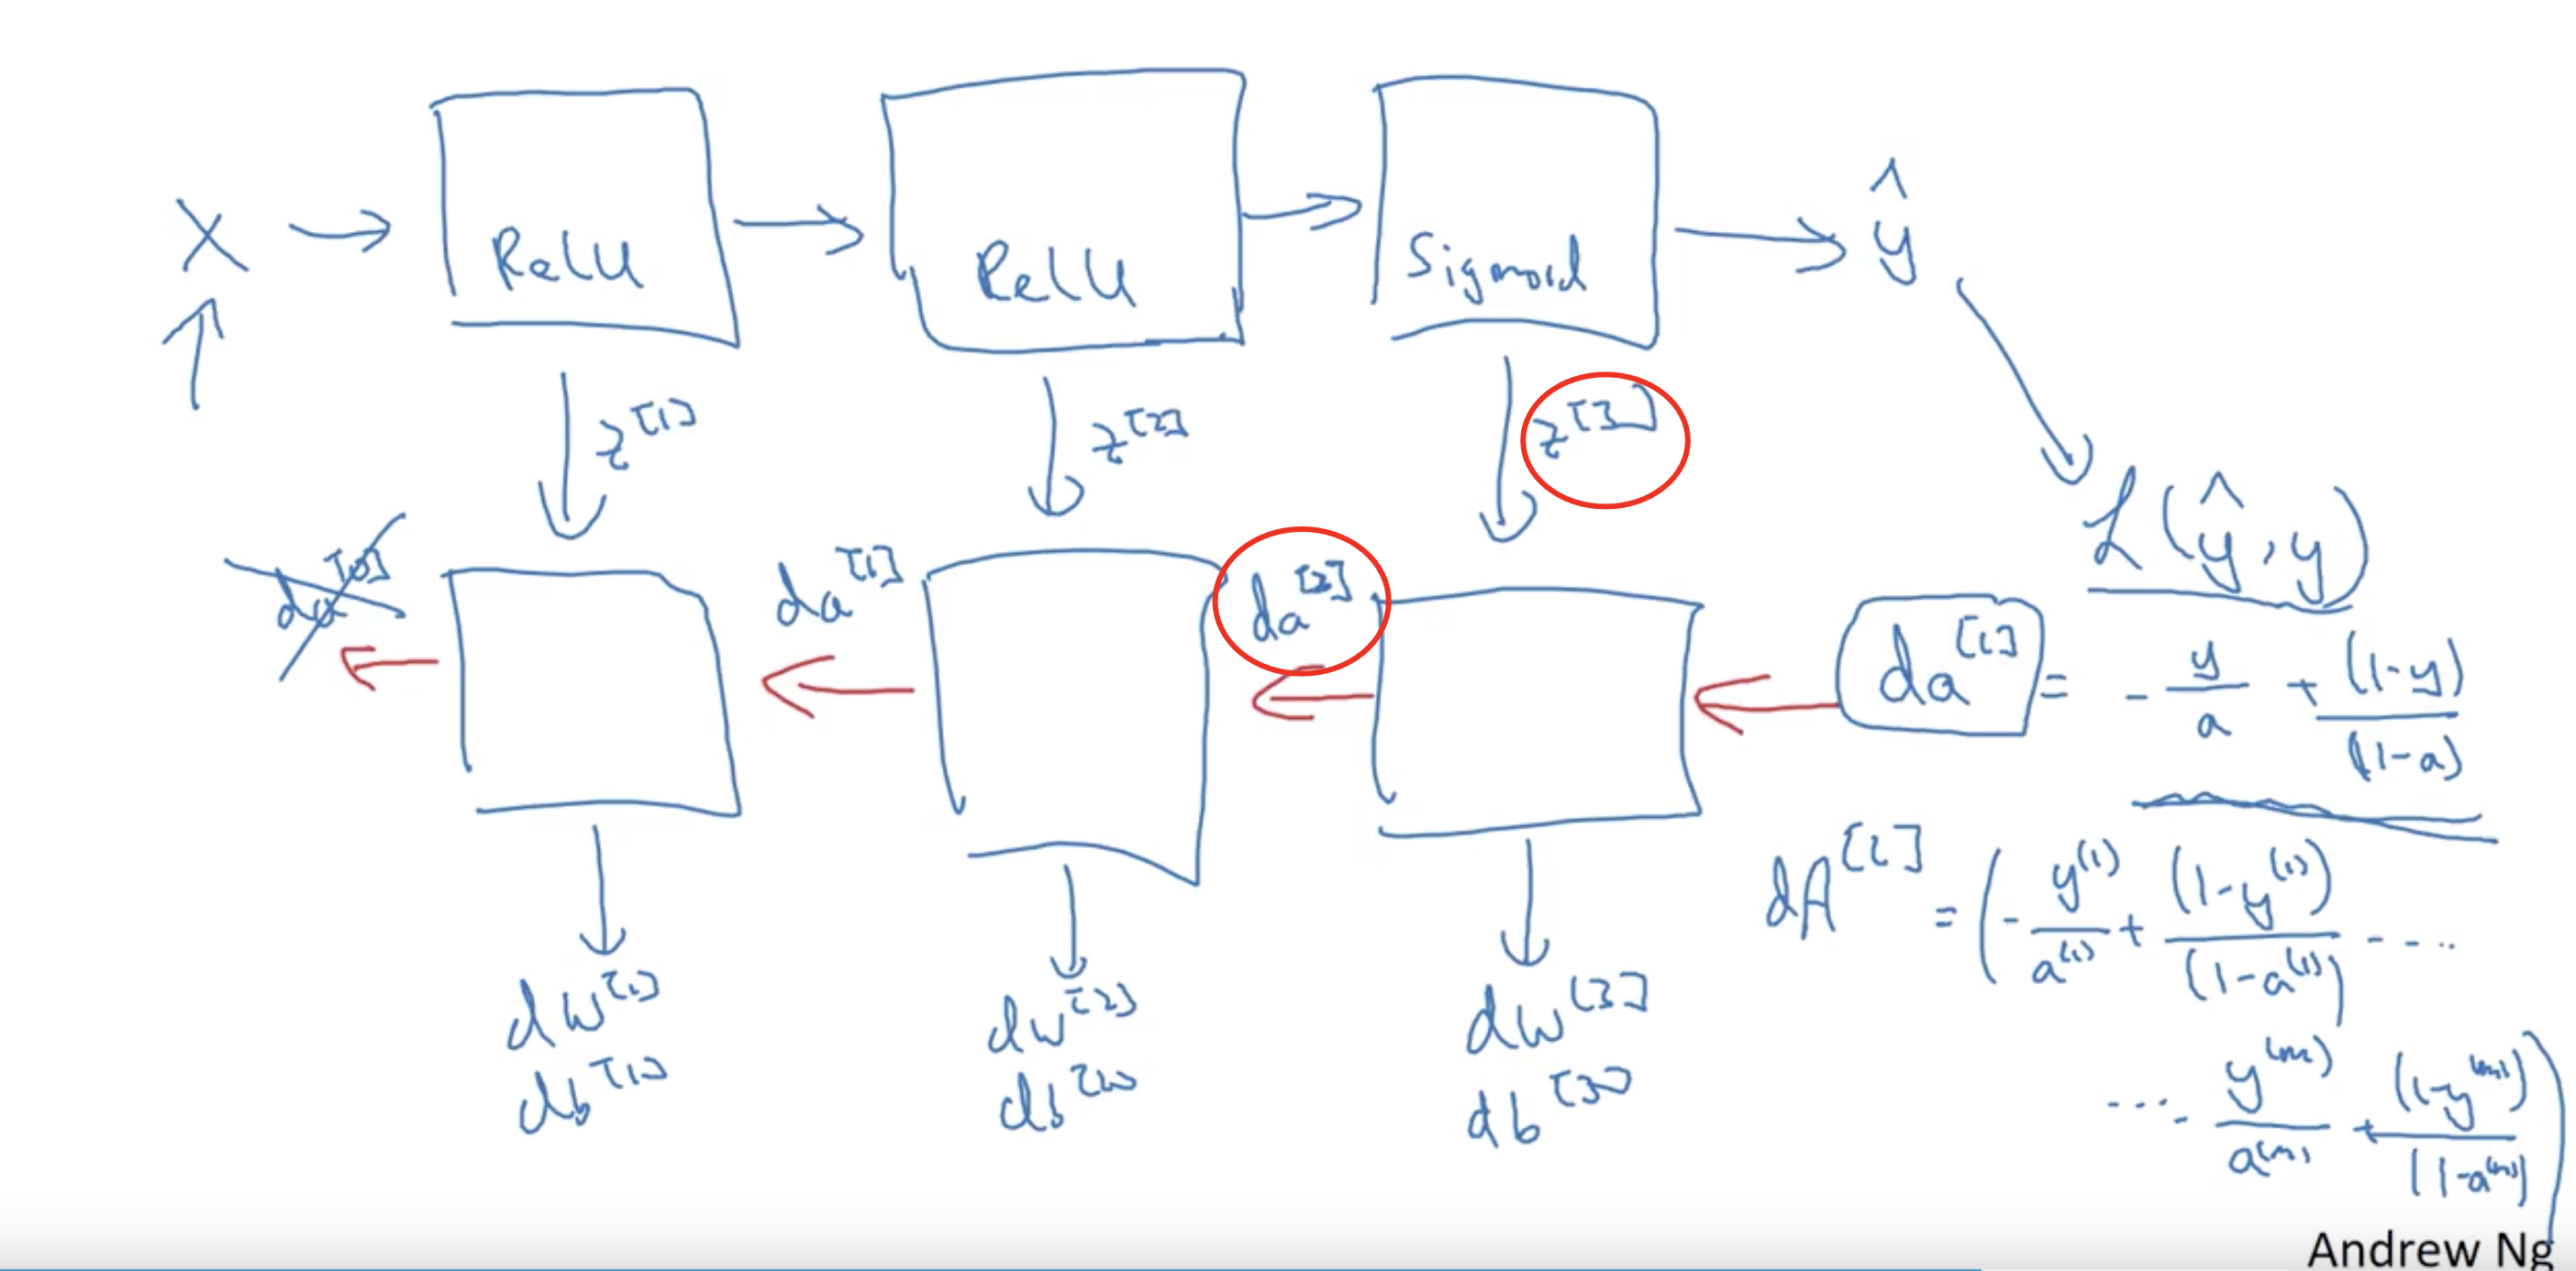 X → ReLU → ReLU → Sigmoid → ŷ
z^[1] z^[2] z^[3]
L(ŷ, y)
da^[0] da^[1] da^[2] da^[l] = - y/a + (1-y)/(1-a)
dA^[l] = (- y^(1)/a^(1) + (1-y^(1))/(1-a^(1)) ....
.... y^(m)/a^(m) + (1-y^(m))/(1-a^(m)))
dw^[1] dw^[2] dw^[3]
db^[1] db^[2] db^[3]
Andrew Ng